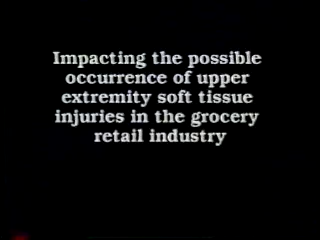 Impacting the possible
occurrence of upper
extremity soft tissue
injuries in the grocery
retail industry